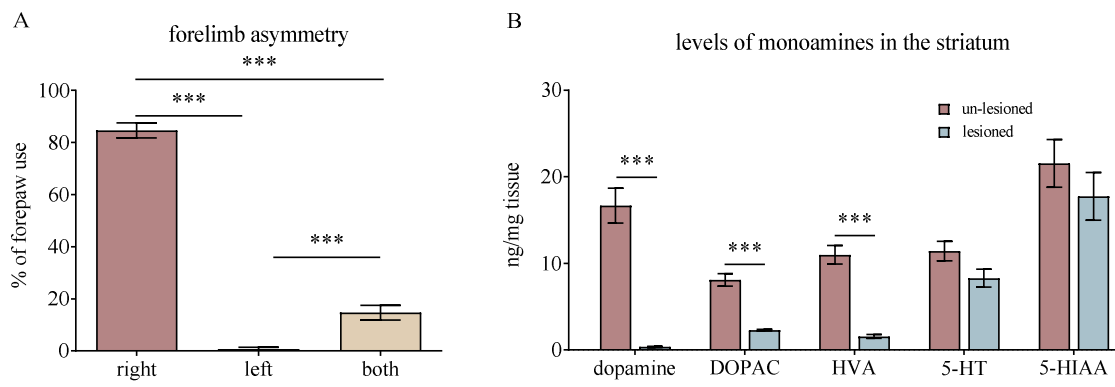 A
forelimb asymmetry
***
***
***
% of forepaw use
100
80
60
40
20
0
right left both
B
levels of monoamines in the striatum
un-lesioned
lesioned
***
***
***
ng/mg tissue
30
20
10
0
dopamine DOPAC HVA 5-HT 5-HIAA